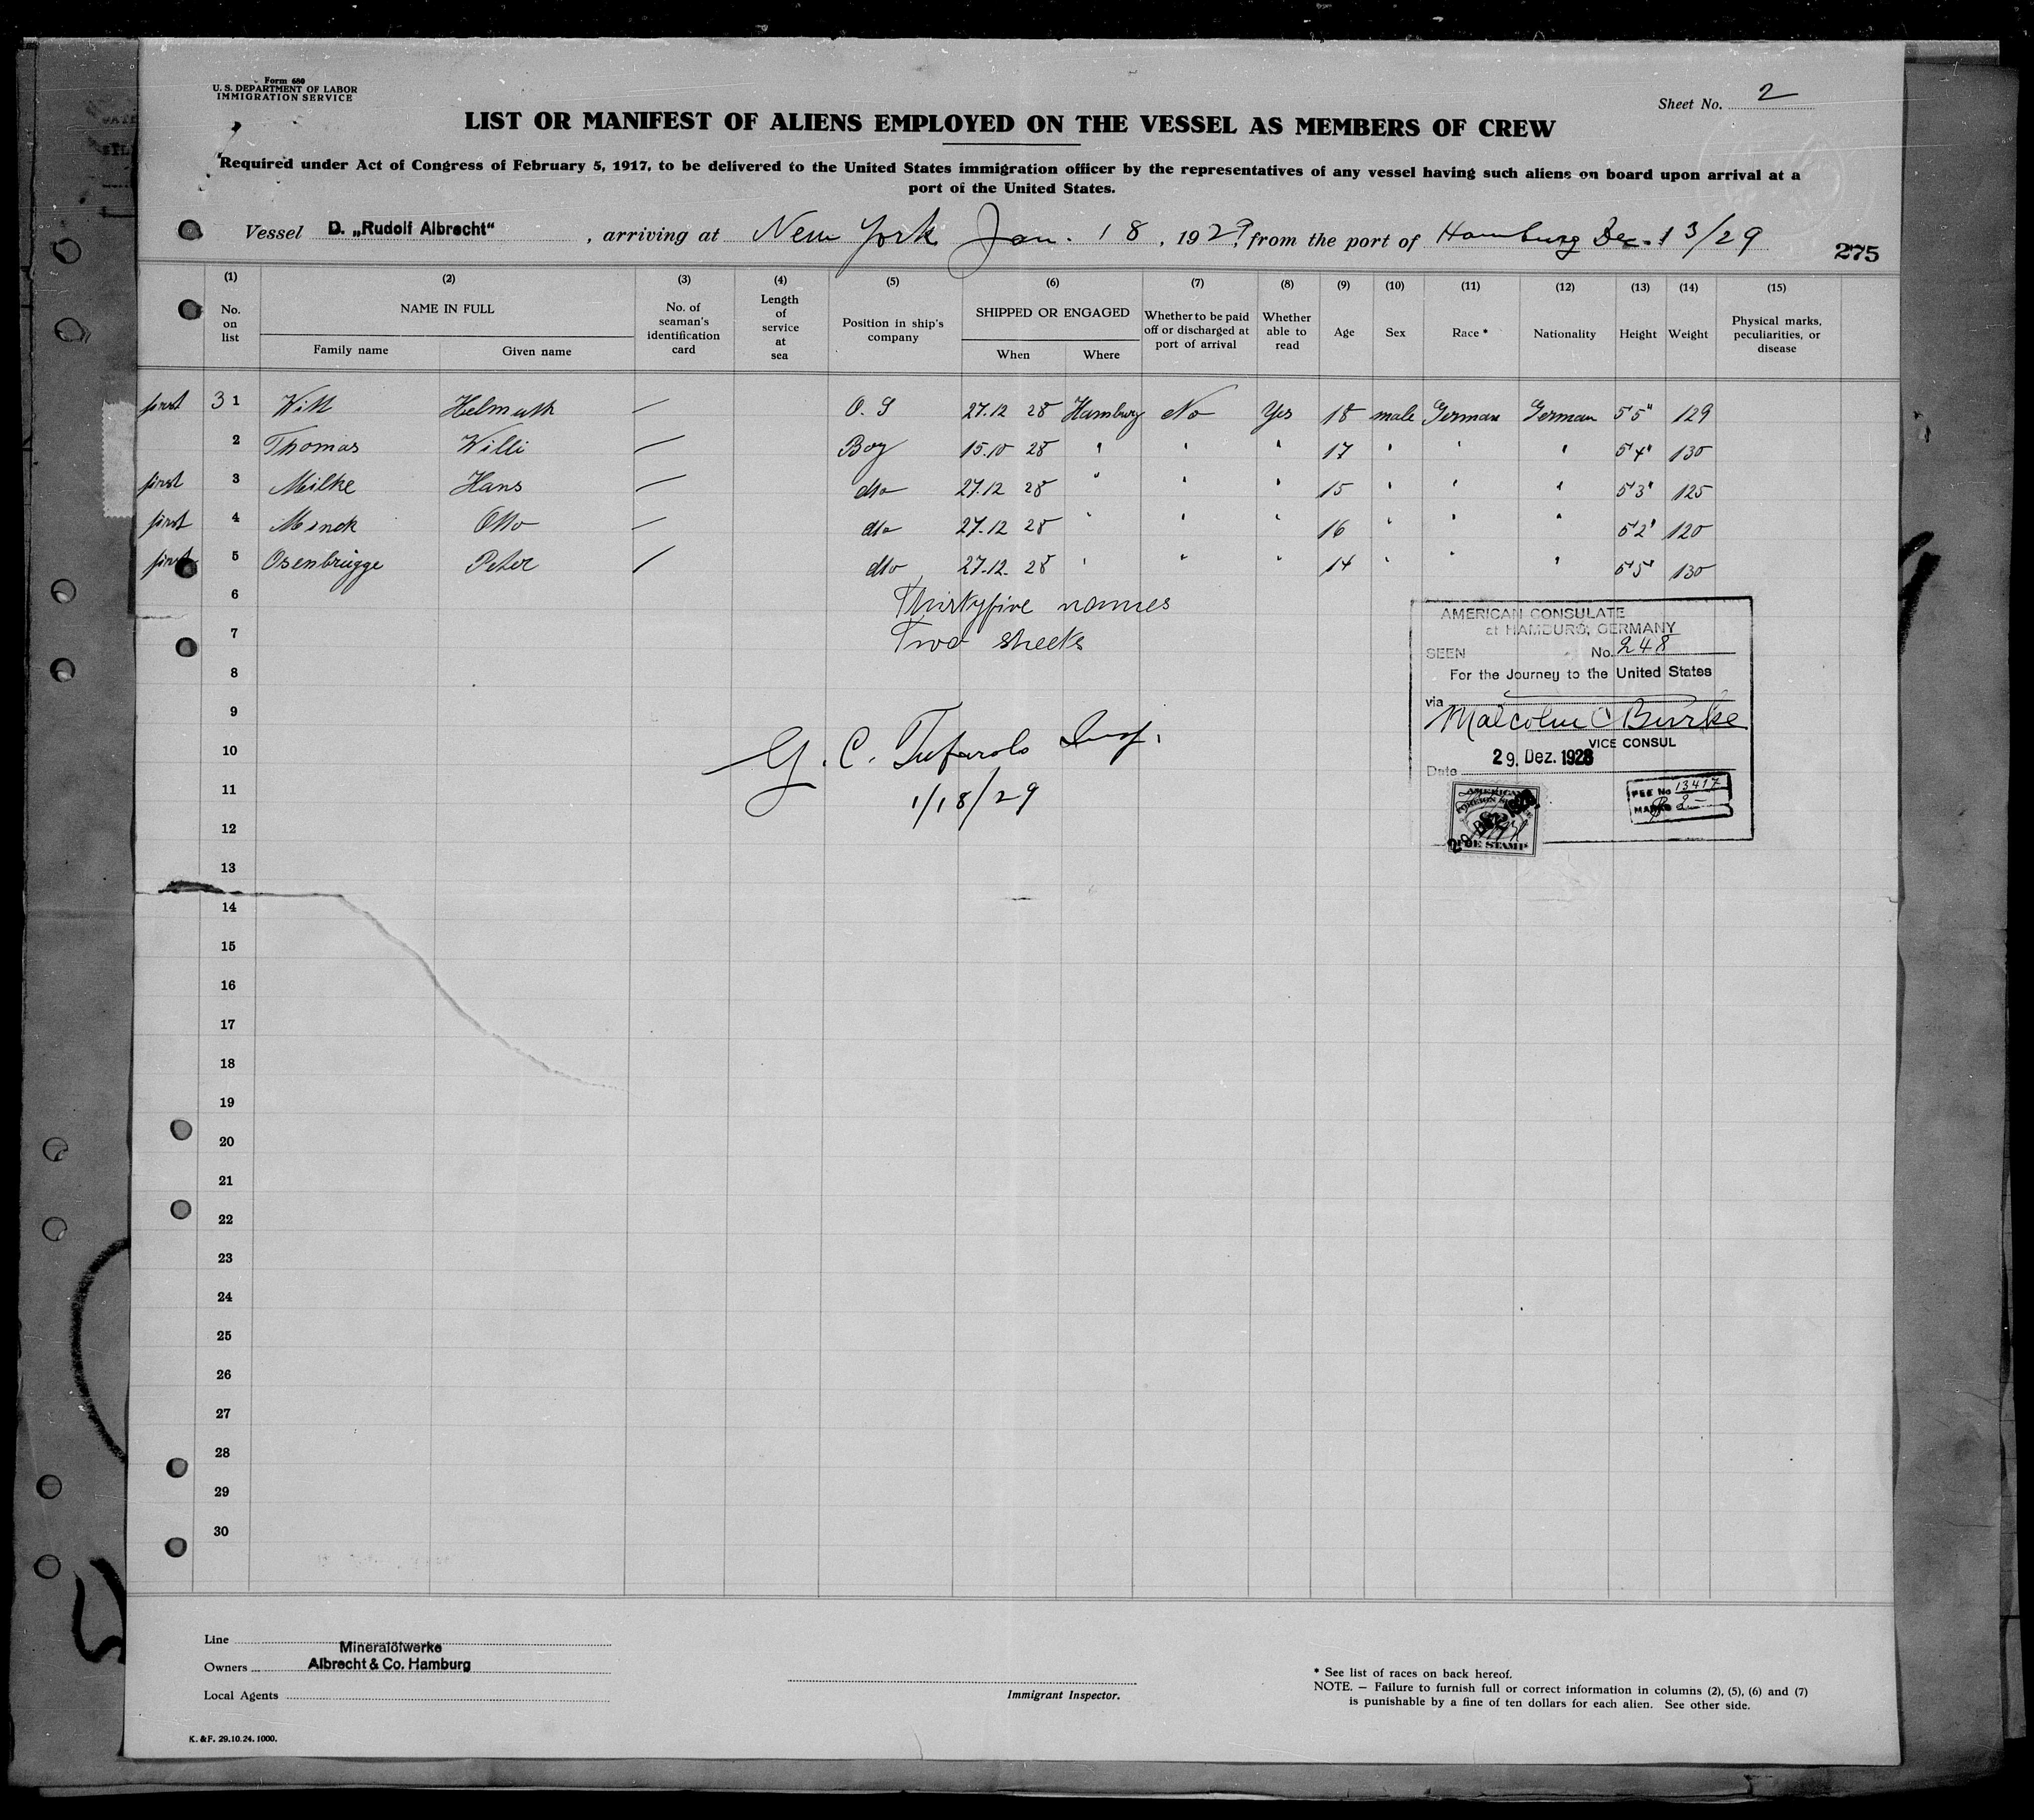 Form 680
U. S. DEPARTMENT OF LABOR
IMMIGRATION SERVICE
Sheet No. 2
LIST OR MANIFEST OF ALIENS EMPLOYED ON THE VESSEL AS MEMBERS OF CREW
Required under Act of Congress of February 5, 1917, to be delivered to the United States immigration officer by the representatives of any vessel having such aliens on board upon arrival at a
port of the United States.
Vessel D. „Rudolf Albrecht“ , arriving at New York Jan. 18, 1929, from the port of Hamburg Dec. 13/29
275
(1) (2) (3) (4) (5) (6) (7) (8) (9) (10) (11) (12) (13) (14) (15)
No. on list NAME IN FULL Family name Given name No. of seaman's identification card Length of service at sea Position in ship's company SHIPPED OR ENGAGED When Where Whether to be paid off or discharged at port of arrival Whether able to read Age Sex Race * Nationality Height Weight Physical marks, peculiarities, or disease
first 31 Witt Helmuth — O. S 27.12 28 Hamburg No Yes 18 male German German 5'5" 129
2 Thomas Willi — Boy 15.10 28 " " " 17 " " " 5'4" 130
first 3 Milke Hans — dto 27.12 28 " " " 15 " " " 5'3" 125
first 4 Menck Otto — dto 27.12 28 " " " 16 " " " 5'2" 120
first 5 Osenbrügge Peter / dto 27.12. 28 " " " 14 " " " 5'5" 130
6 Thirtyfive names
7 Two sheets
8
9
10 G. C. Insp.
11 1/18/29
12
13
14
15
16
17
18
19
20
21
22
23
24
25
26
27
28
29
30
AMERICAN CONSULATE
at HAMBURG, GERMANY
SEEN No. 248
For the Journey to the United States
via
Malcolm C Burke
VICE CONSUL
Date 29. Dez. 1928
FEE No 13417
MARKS
AMERICAN
FOREIGN SERVICE
FEE STAMP
Line
Mineralölwerke
Owners Albrecht & Co. Hamburg
Local Agents
Immigrant Inspector.
* See list of races on back hereof.
NOTE. — Failure to furnish full or correct information in columns (2), (5), (6) and (7)
is punishable by a fine of ten dollars for each alien. See other side.
K. & F. 29.10.24. 1000.